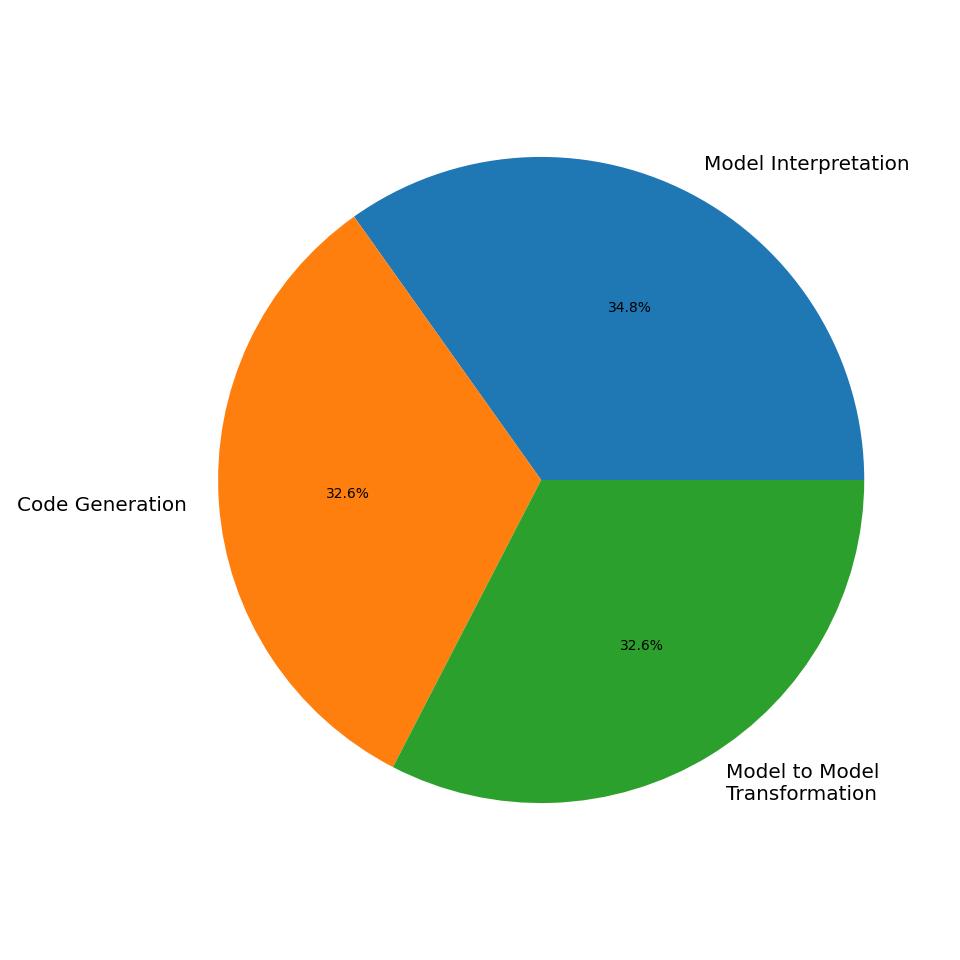 Model Interpretation
34.8%
32.6%
Code Generation
32.6%
Model to Model
Transformation